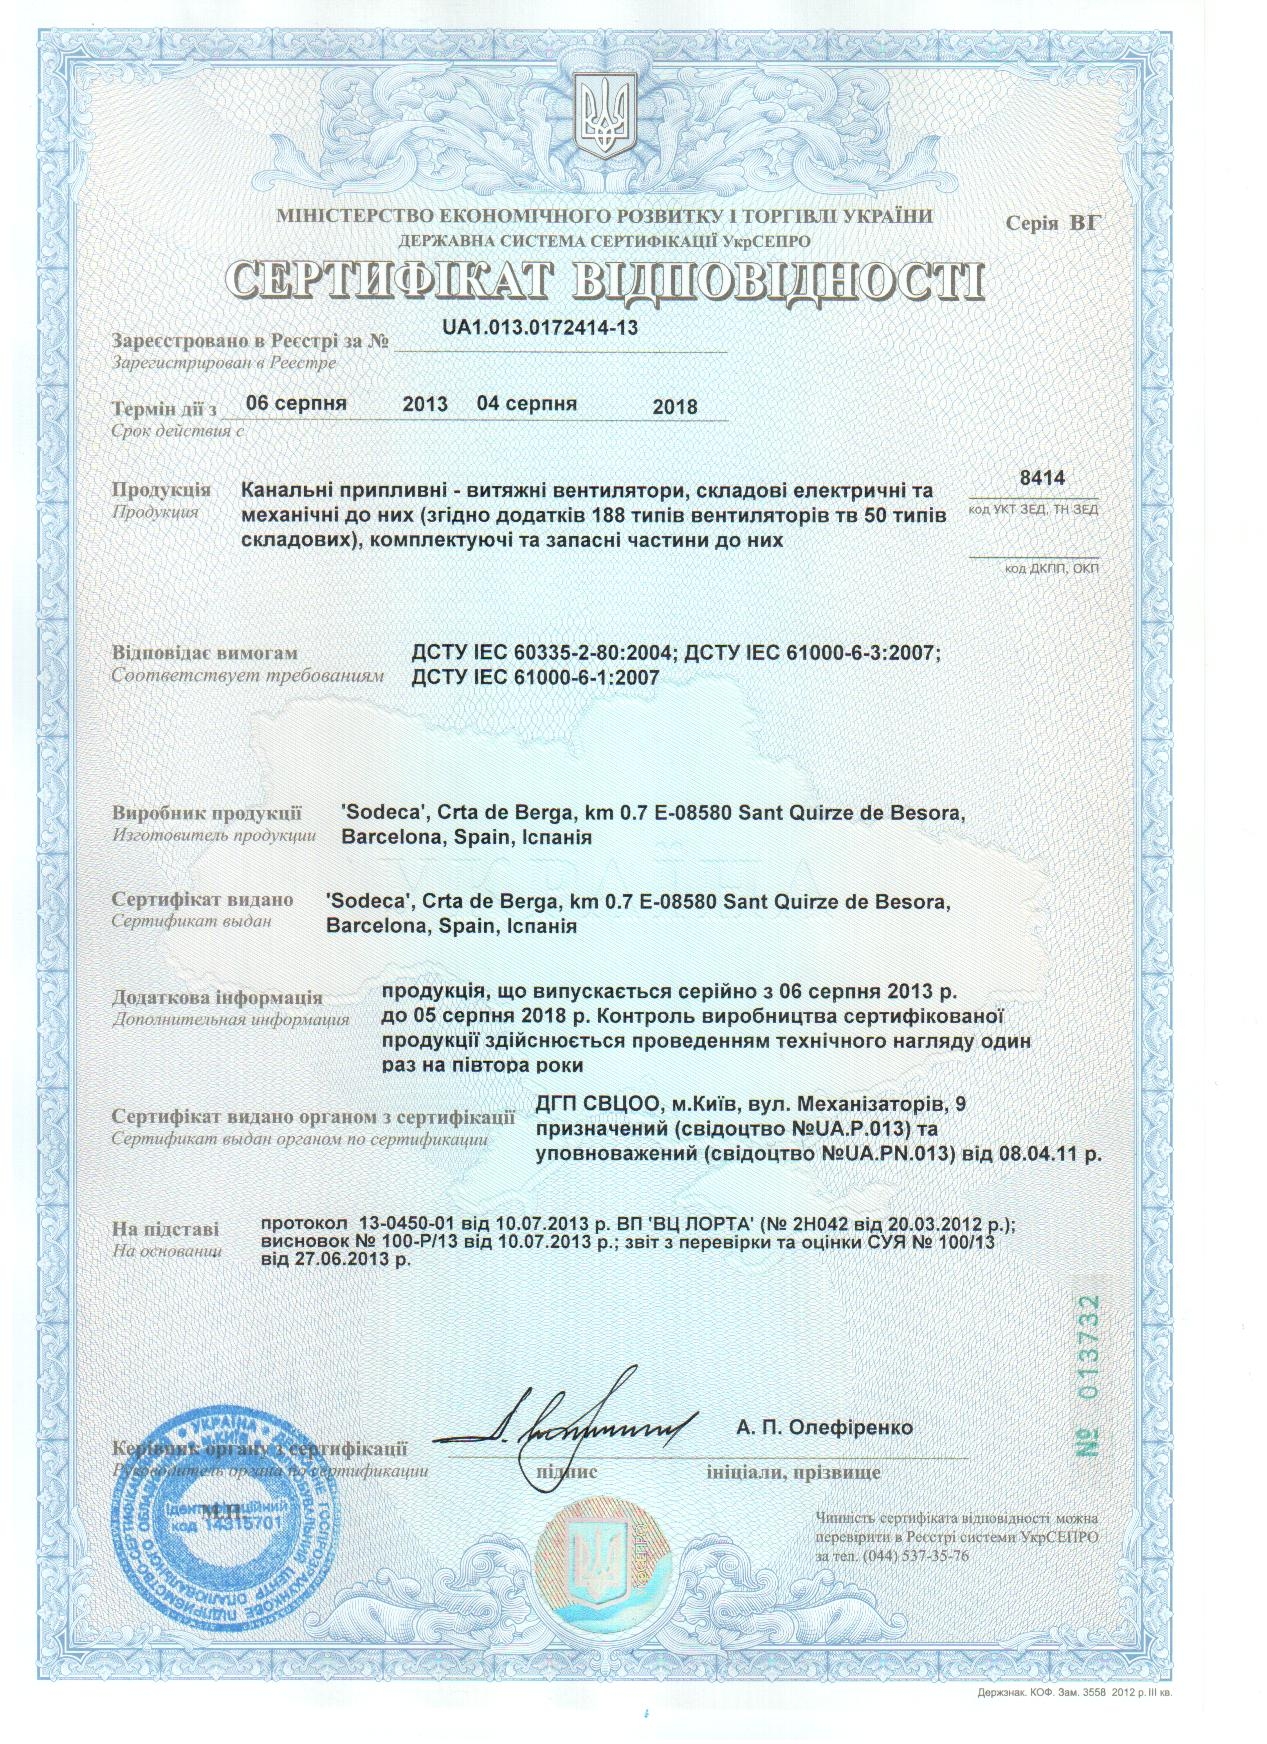 МІНІСТЕРСТВО ЕКОНОМІЧНОГО РОЗВИТКУ І ТОРГІВЛІ УКРАЇНИ
Серія ВГ
ДЕРЖАВНА СИСТЕМА СЕРТИФІКАЦІЇ УкрСЕПРО
СЕРТИФІКАТ ВІДПОВІДНОСТІ
Зареєстровано в Реєстрі за № UA1.013.0172414-13
Зарегистрирован в Реестре
Термін дії з 06 серпня 2013 04 серпня 2018
Срок действия с
Продукція
Продукция
Канальні припливні - витяжні вентилятори, складові електричні та
механічні до них (згідно додатків 188 типів вентиляторів тв 50 типів
складових), комплектуючі та запасні частини до них
8414
код УКТ ЗЕД, ТН ЗЕД
код ДКПП, ОКП
Відповідає вимогам
Соответствует требованиям
ДСТУ IEC 60335-2-80:2004; ДСТУ IEC 61000-6-3:2007;
ДСТУ IEC 61000-6-1:2007
Виробник продукції
Изготовитель продукции
'Sodeca', Crta de Berga, km 0.7 E-08580 Sant Quirze de Besora,
Barcelona, Spain, Іспанія
Сертифікат видано
Сертификат выдан
'Sodeca', Crta de Berga, km 0.7 E-08580 Sant Quirze de Besora,
Barcelona, Spain, Іспанія
Додаткова інформація
Дополнительная информация
продукція, що випускається серійно з 06 серпня 2013 р.
до 05 серпня 2018 р. Контроль виробництва сертифікованої
продукції здійснюється проведенням технічного нагляду один
раз на півтора роки
Сертифікат видано органом з сертифікації
Сертификат выдан органом по сертификации
ДГП СВЦОО, м.Київ, вул. Механізаторів, 9
призначений (свідоцтво №UA.P.013) та
уповноважений (свідоцтво №UA.PN.013) від 08.04.11 р.
На підставі
На основании
протокол 13-0450-01 від 10.07.2013 р. ВП 'ВЦ ЛОРТА' (№ 2Н042 від 20.03.2012 р.);
висновок № 100-Р/13 від 10.07.2013 р.; звіт з перевірки та оцінки СУЯ № 100/13
від 27.06.2013 р.
№ 013732
Керівник органу з сертифікації
Руководитель органа по сертификации
А. П. Олефіренко
підпис
ініціали, прізвище
М.П.
УКРАЇНА
м.КИЇВ
Ідентифікаційний
код 14315701
Чинність сертифіката відповідності можна
перевірити в Реєстрі системи УкрСЕПРО
за тел. (044) 537-35-76
Держзнак. КОФ. Зам. 3558 2012 р. III кв.